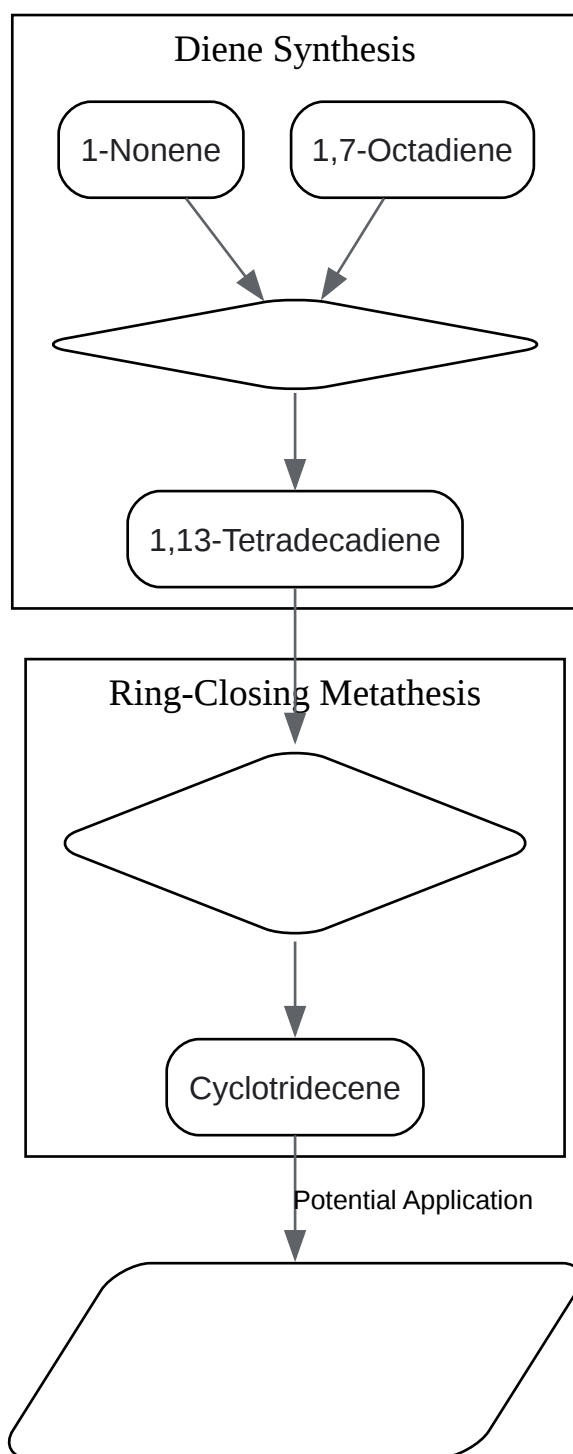 Diene Synthesis
1-Nonene
1,7-Octadiene
1,13-Tetradecadiene
Ring-Closing Metathesis
Cyclotridecene
Potential Application